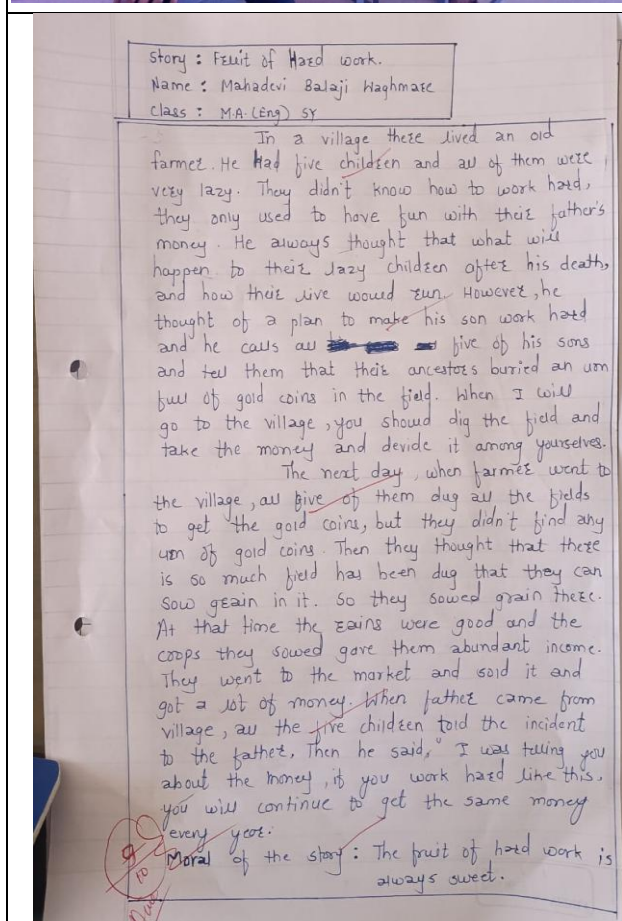 Story : Fruit of Hard work.
Name : Mahadevi Balaji Waghmare
Class : M.A. (Eng) SY
In a village there lived an old
farmer. He Had five children and all of them were
very lazy. They didn't know how to work hard,
they only used to have fun with their father's
money. He always thought that what will
happen to their lazy children after his death,
and how their live would run. However, he
thought of a plan to make his son work hard
and he calls all five of his sons
and tell them that their ancestors buried an urn
full of gold coins in the field. When I will
go to the village, you should dig the field and
take the money and devide it among yourselves.
The next day, when farmer went to
the village, all five of them dug all the fields
to get the gold coins, but they didn't find any
urn of gold coins. Then they thought that there
is so much field has been dug that they can
sow grain in it. So they sowed grain there.
At that time the rains were good and the
coops they sowed gave them abundant income.
They went to the market and sold it and
got a lot of money. When father came from
village, all the five children told the incident
to the father, Then he said, " I was telling you
about the money, if you work hard like this,
you will continue to get the same money
every year.
Moral of the story : The fruit of hard work is
always sweet.
9
10